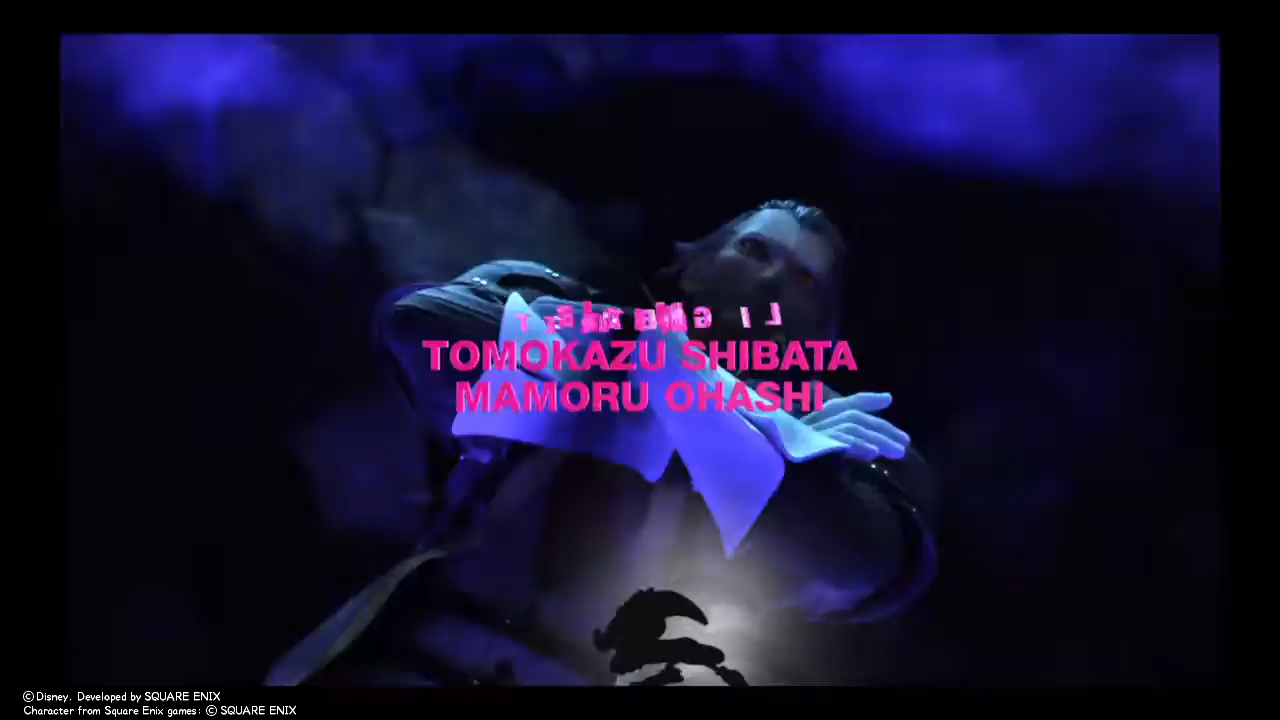 TOMOKAZU SHIBATA
MAMORU OHASHI
©Disney. Developed by SQUARE ENIX
Character from Square Enix games: © SQUARE ENIX